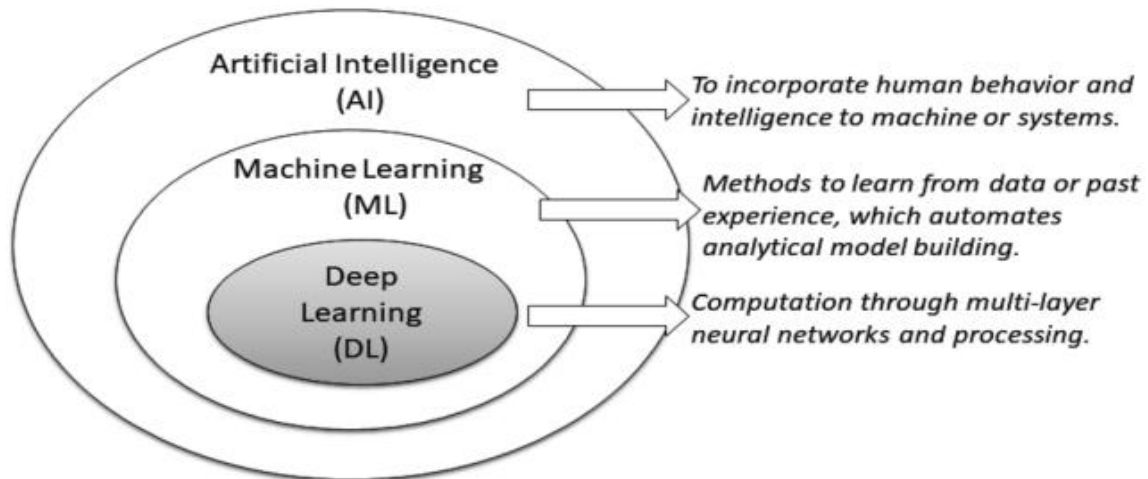 Artificial Intelligence
(AI)
To incorporate human behavior and
intelligence to machine or systems.
Machine Learning
(ML)
Methods to learn from data or past
experience, which automates
analytical model building.
Deep
Learning
(DL)
Computation through multi-layer
neural networks and processing.